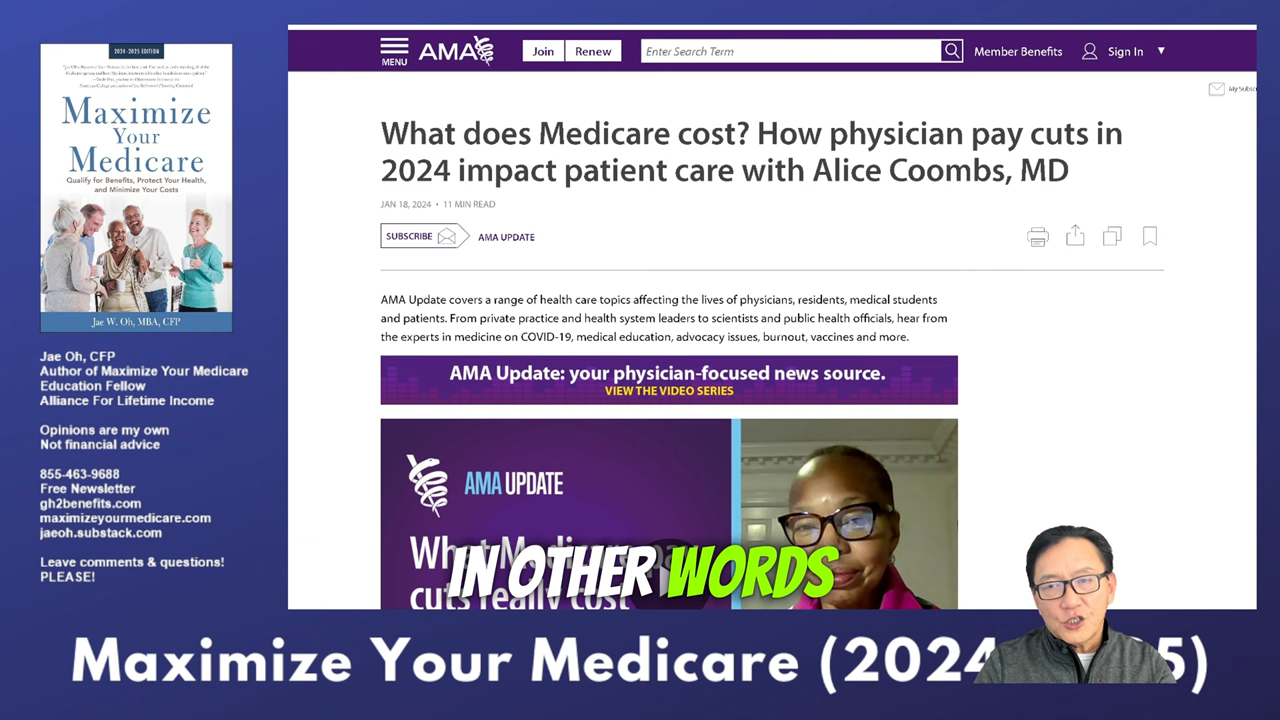 2024-2025 EDITION
Maximize
Your
Medicare
Qualify for Benefits, Protect Your Health,
and Minimize Your Costs
Jae W. Oh, MBA, CFP
Jae Oh, CFP
Author of Maximize Your Medicare
Education Fellow
Alliance For Lifetime Income
Opinions are my own
Not financial advice
855-463-9688
Free Newsletter
gh2benefits.com
maximizeyourmedicare.com
jaeoh.substack.com
Leave comments & questions!
PLEASE!
MENU
AMA
Join
Renew
Enter Search Term
Member Benefits
Sign In
What does Medicare cost? How physician pay cuts in
2024 impact patient care with Alice Coombs, MD
JAN 18, 2024 • 11 MIN READ
SUBSCRIBE
AMA UPDATE
AMA Update covers a range of health care topics affecting the lives of physicians, residents, medical students
and patients. From private practice and health system leaders to scientists and public health officials, hear from
the experts in medicine on COVID-19, medical education, advocacy issues, burnout, vaccines and more.
AMA Update: your physician-focused news source.
VIEW THE VIDEO SERIES
AMA UPDATE
What Medicare pay
cuts really cost
IN OTHER WORDS
Maximize Your Medicare (2024 5)